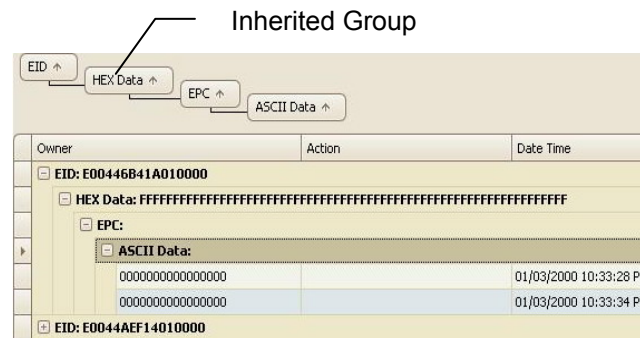 Inherited Group
EID
HEX Data
EPC
ASCII Data
Owner Action Date Time
EID: E00446B41A010000
HEX Data: FFFFFFFFFFFFFFFFFFFFFFFFFFFFFFFFFFFFFFFFFFFFFFFFFFFFFFFFFFFFFFFF
EPC:
ASCII Data:
0000000000000000 01/03/2000 10:33:28 P
0000000000000000 01/03/2000 10:33:34 P
EID: E0044AEF14010000